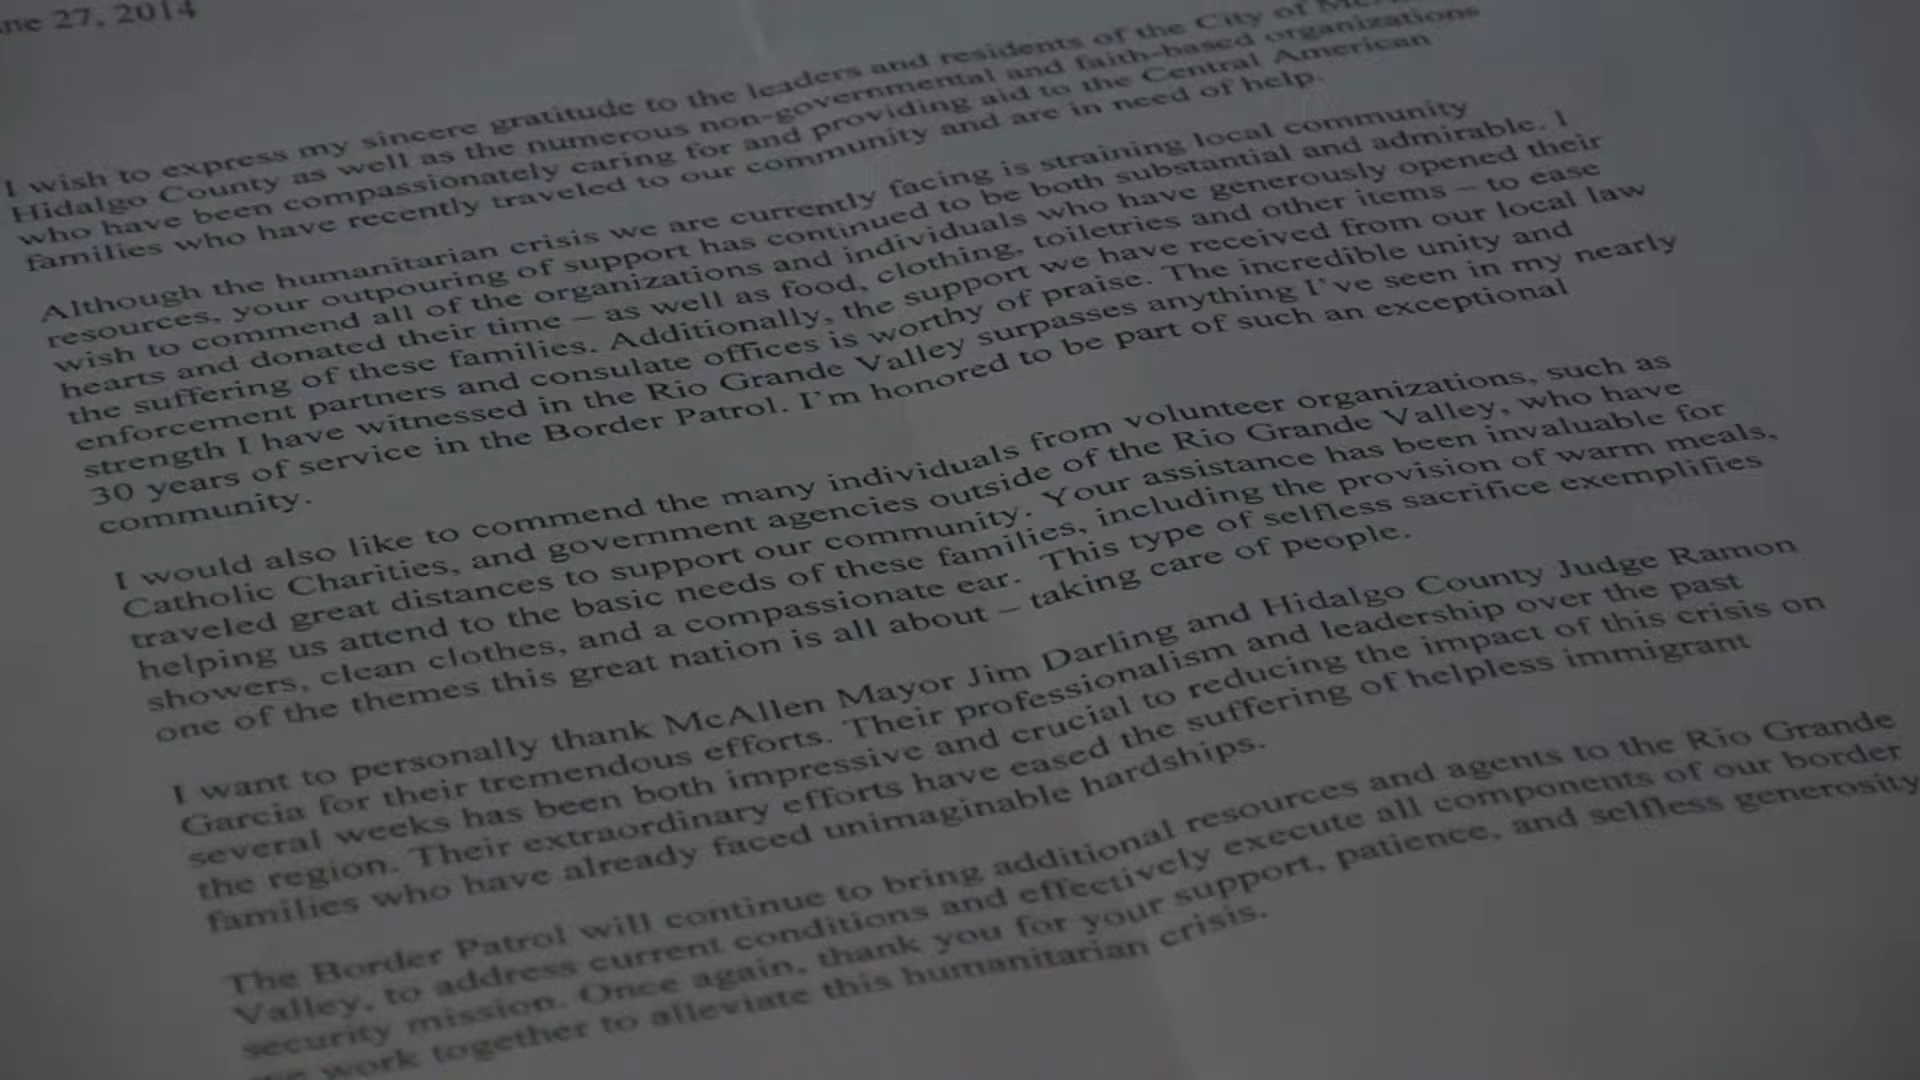 ne 27, 2014
I wish to express my sincere gratitude to the leaders and residents of the City of
Hidalgo County as well as the numerous non-governmental and faith-based organizations
who have been compassionately caring for and providing aid to the Central American
families who have recently traveled to our community and are in need of help.
Although the humanitarian crisis we are currently facing is straining local community
resources, your outpouring of support has continued to be both substantial and admirable. I
wish to commend all of the organizations and individuals who have generously opened their
hearts and donated their time – as well as food, clothing, toiletries and other items – to ease
the suffering of these families. Additionally, the support we have received from our local law
enforcement partners and consulate offices is worthy of praise. The incredible unity and
strength I have witnessed in the Rio Grande Valley surpasses anything I've seen in my nearly
30 years of service in the Border Patrol. I'm honored to be part of such an exceptional
community.
I would also like to commend the many individuals from volunteer organizations, such as
Catholic Charities, and government agencies outside of the Rio Grande Valley, who have
traveled great distances to support our community. Your assistance has been invaluable for
helping us attend to the basic needs of these families, including the provision of warm meals,
showers, clean clothes, and a compassionate ear. This type of selfless sacrifice exemplifies
one of the themes this great nation is all about – taking care of people.
I want to personally thank McAllen Mayor Jim Darling and Hidalgo County Judge Ramon
Garcia for their tremendous efforts. Their professionalism and leadership over the past
several weeks has been both impressive and crucial to reducing the impact of this crisis on
the region. Their extraordinary efforts have eased the suffering of helpless immigrant
families who have already faced unimaginable hardships.
The Border Patrol will continue to bring additional resources and agents to the Rio Grande
Valley, to address current conditions and effectively execute all components of our border
security mission. Once again, thank you for your support, patience, and selfless generosity
we work together to alleviate this humanitarian crisis.